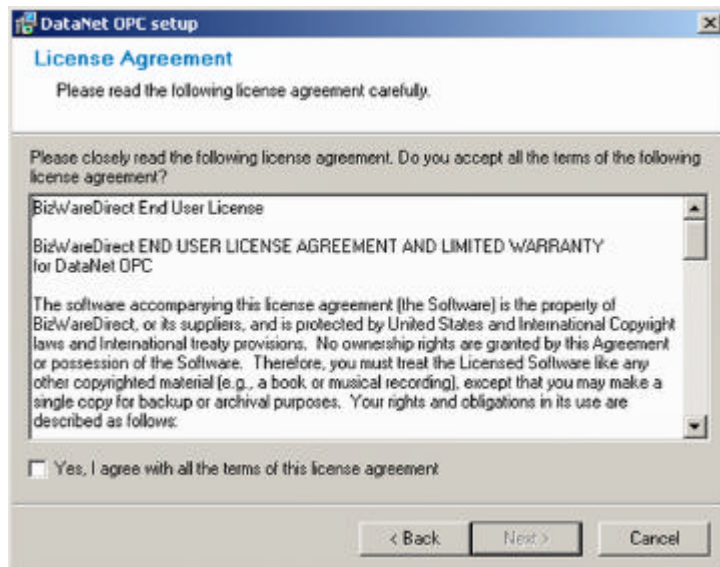 DataNet OPC setup
License Agreement
Please read the following license agreement carefully.
Please closely read the following license agreement. Do you accept all the terms of the following
license agreement?
BizWareDirect End User License
BizWareDirect END USER LICENSE AGREEMENT AND LIMITED WARRANTY
for DataNet OPC
The software accompanying this license agreement (the Software) is the property of
BizWareDirect, or its suppliers, and is protected by United States and International Copyright
laws and International treaty provisions.  No ownership rights are granted by this Agreement
or possession of the Software.  Therefore, you must treat the Licensed Software like any
other copyrighted material (e.g., a book or musical recording), except that you may make a
single copy for backup or archival purposes.  Your rights and obligations in its use are
described as follows:
Yes, I agree with all the terms of this license agreement
< Back Next > Cancel